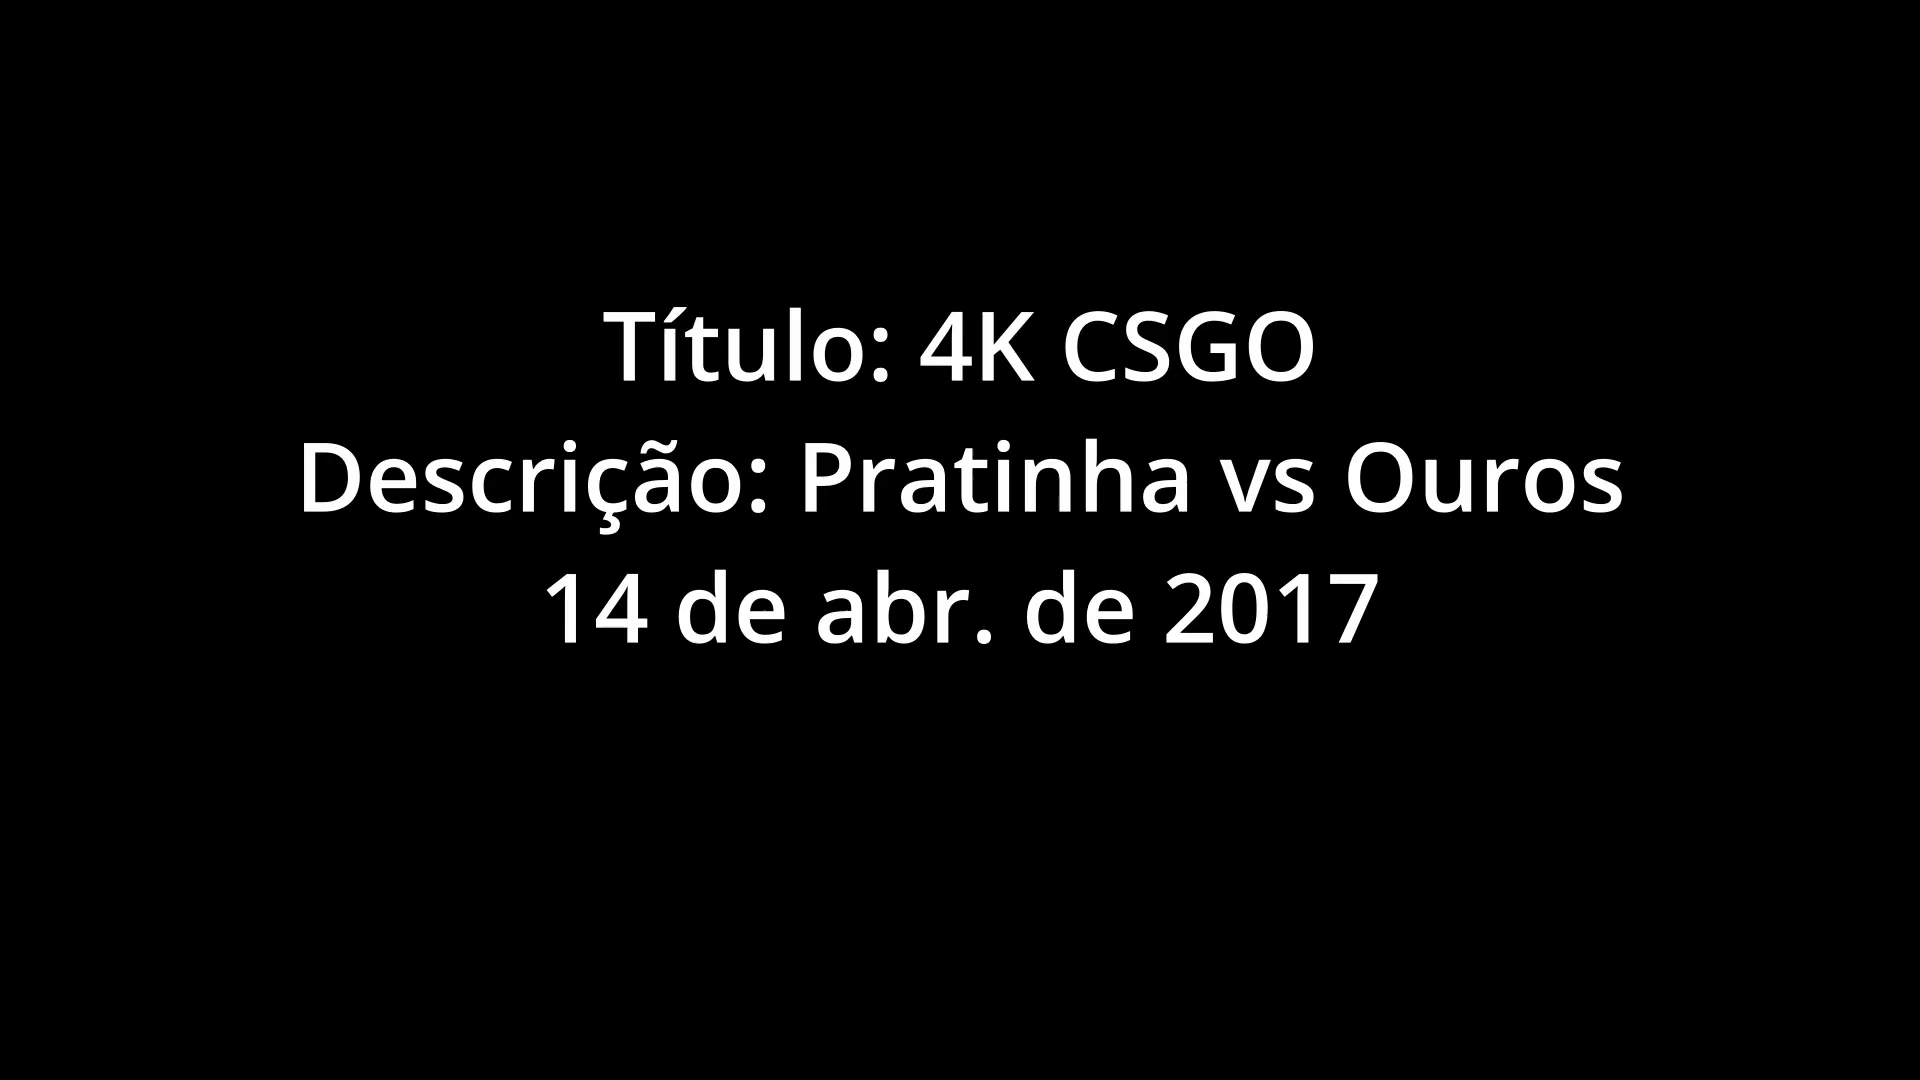 Título: 4K CSGO
Descrição: Pratinha vs Ouros
14 de abr. de 2017